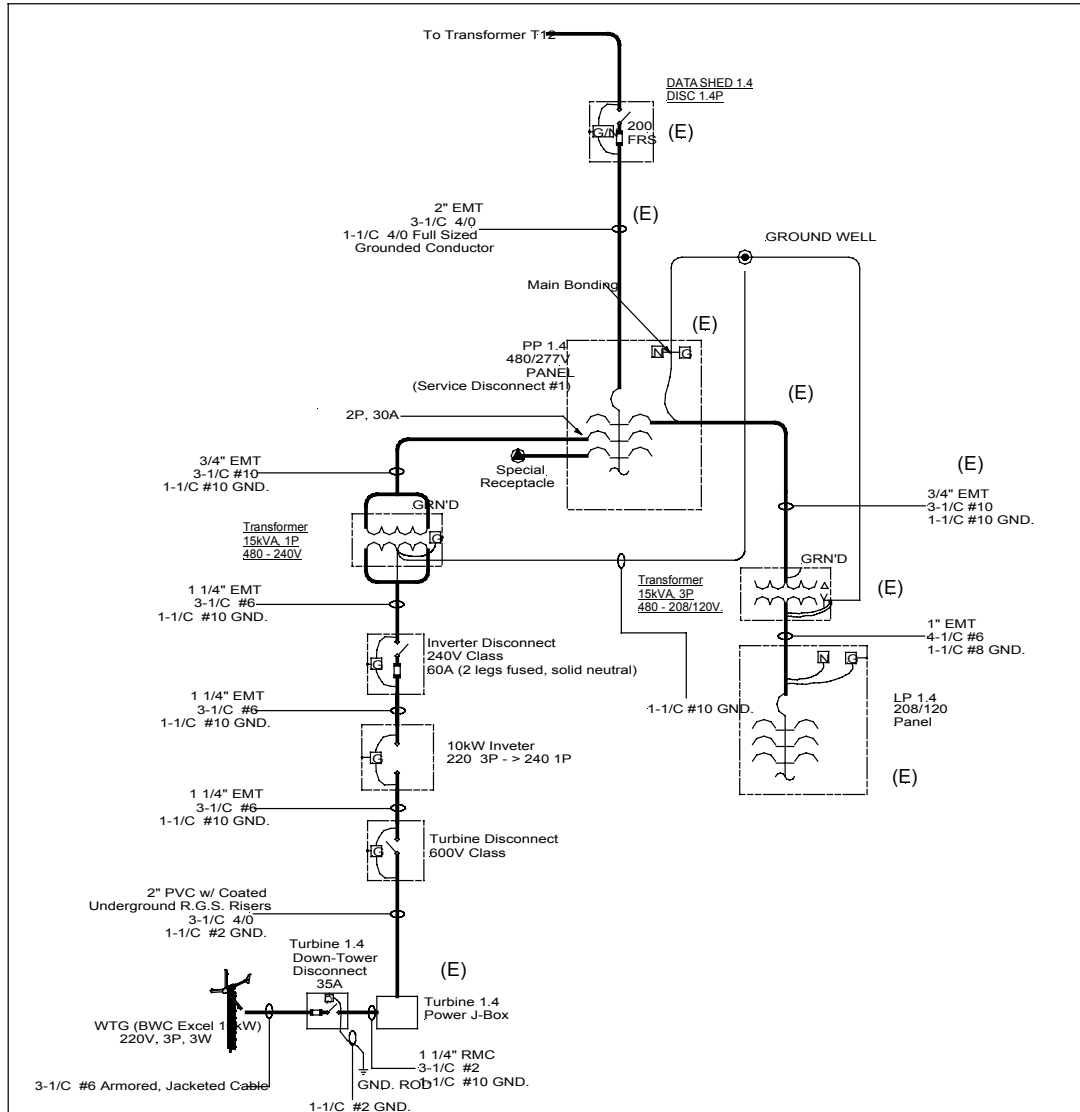 To Transformer T12
DATA SHED 1.4
DISC 1.4P
G/N
200
FRS
(E)
2" EMT
3-1/C 4/0
1-1/C 4/0 Full Sized
Grounded Conductor
(E)
GROUND WELL
Main Bonding
(E)
N
G
PP 1.4
480/277V
PANEL
(Service Disconnect #1)
(E)
2P, 30A
Special
Receptacle
3/4" EMT
3-1/C #10
1-1/C #10 GND.
(E)
3/4" EMT
3-1/C #10
1-1/C #10 GND.
GRN'D
G
Transformer
15kVA, 1P
480 - 240V
GRN'D
Δ
Y
(E)
Transformer
15kVA, 3P
480 - 208/120V.
1 1/4" EMT
3-1/C #6
1-1/C #10 GND.
1" EMT
4-1/C #6
1-1/C #8 GND.
G
Inverter Disconnect
240V Class
60A (2 legs fused, solid neutral)
N
G
LP 1.4
208/120
Panel
(E)
1-1/C #10 GND.
1 1/4" EMT
3-1/C #6
1-1/C #10 GND.
G
10kW Inveter
220 3P - > 240 1P
1 1/4" EMT
3-1/C #6
1-1/C #10 GND.
G
Turbine Disconnect
600V Class
2" PVC w/ Coated
Underground R.G.S. Risers
3-1/C 4/0
1-1/C #2 GND.
Turbine 1.4
Down-Tower
Disconnect
35A
(E)
Turbine 1.4
Power J-Box
WTG (BWC Excel 10kW)
220V, 3P, 3W
1 1/4" RMC
3-1/C #2
1-1/C #10 GND.
GND. ROD
3-1/C #6 Armored, Jacketed Cable
1-1/C #2 GND.